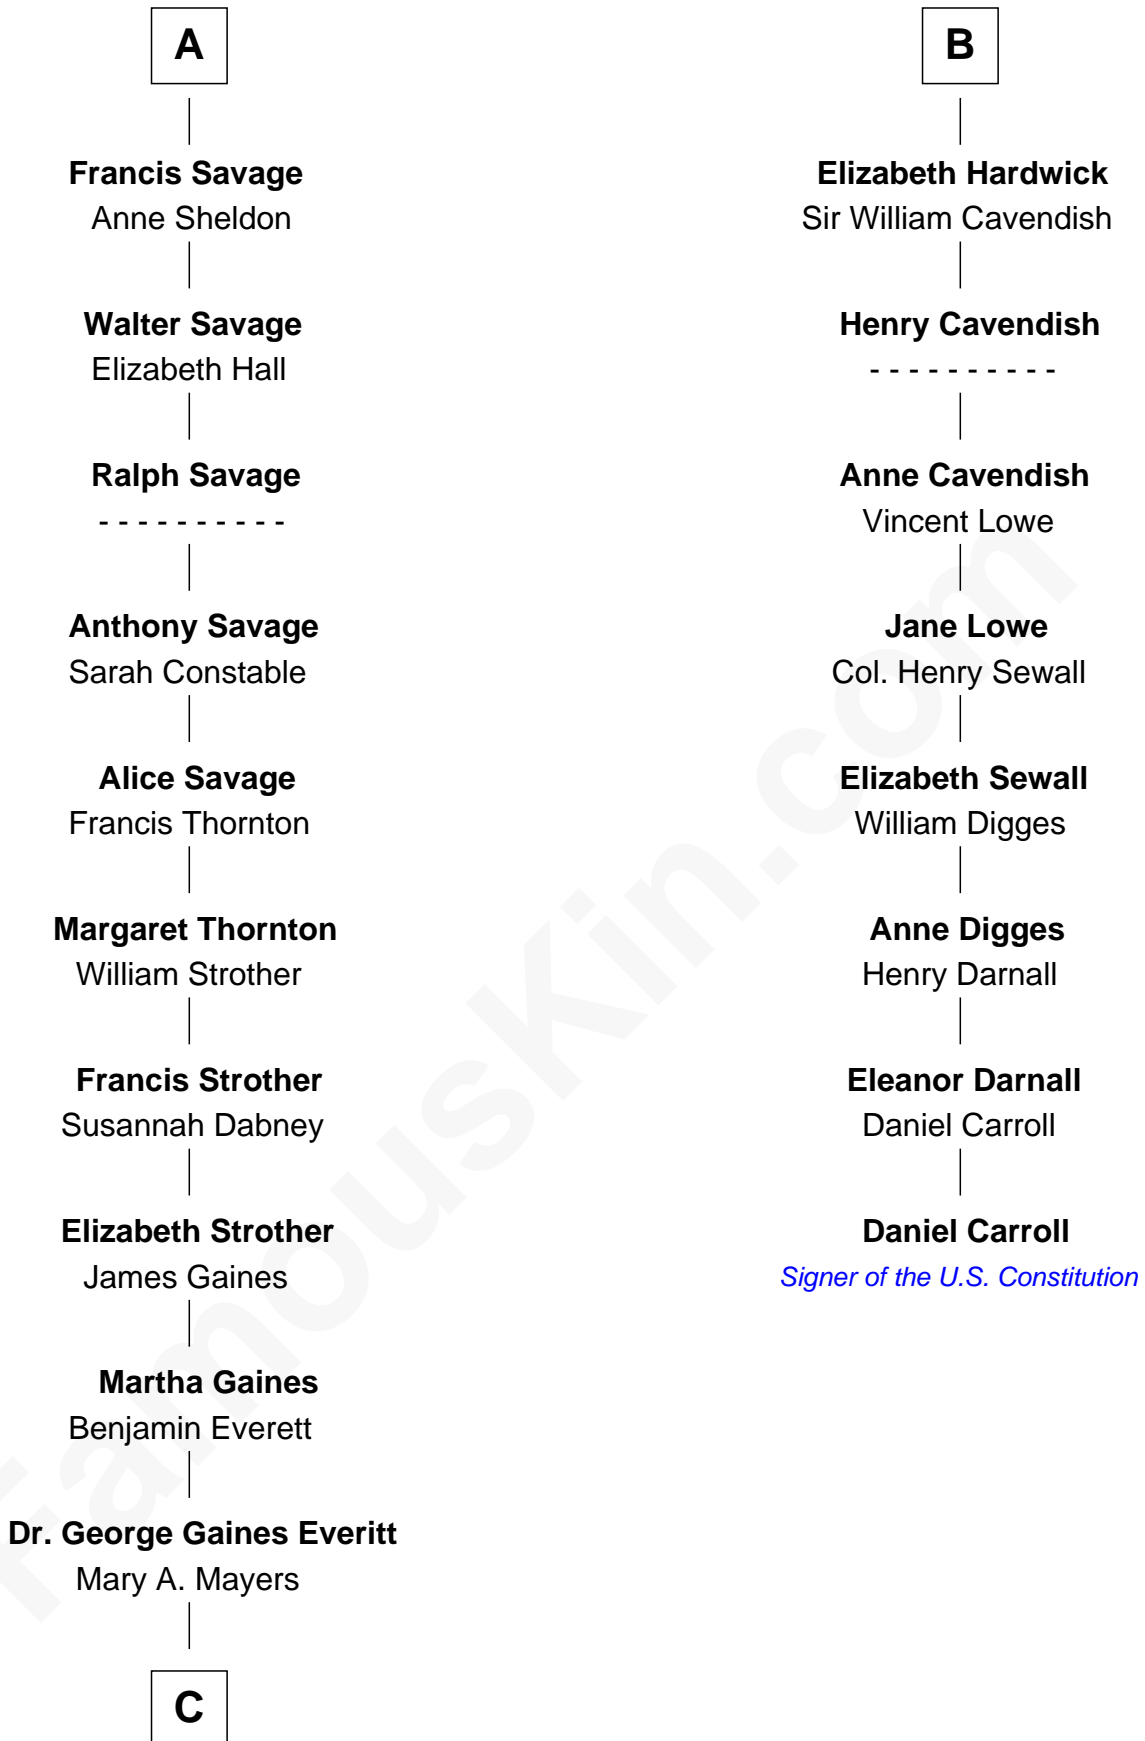 A
Francis Savage
Anne Sheldon
Walter Savage
Elizabeth Hall
Ralph Savage
- - - - - - - - - -
Anthony Savage
Sarah Constable
Alice Savage
Francis Thornton
Margaret Thornton
William Strother
Francis Strother
Susannah Dabney
Elizabeth Strother
James Gaines
Martha Gaines
Benjamin Everett
Dr. George Gaines Everitt
Mary A. Mayers
C
B
Elizabeth Hardwick
Sir William Cavendish
Henry Cavendish
- - - - - - - - - -
Anne Cavendish
Vincent Lowe
Jane Lowe
Col. Henry Sewall
Elizabeth Sewall
William Digges
Anne Digges
Henry Darnall
Eleanor Darnall
Daniel Carroll
Daniel Carroll
Signer of the U.S. Constitution
FamousKin.com